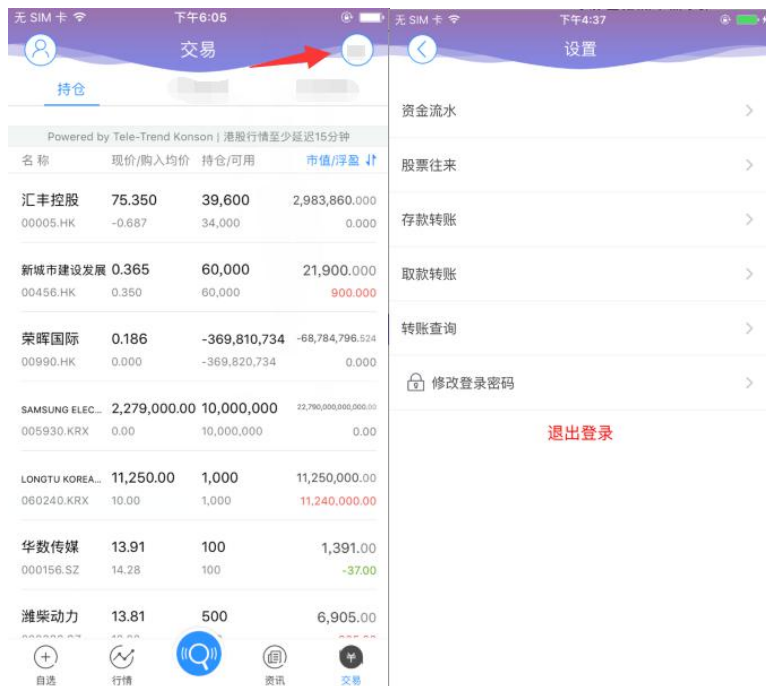 无 SIM 卡 下午6:05
交易
持仓
Powered by Tele-Trend Konson | 港股行情至少延迟15分钟
名称 现价/购入均价 持仓/可用 市值/浮盈
汇丰控股 75.350 39,600 2,983,860.000
00005.HK -0.687 34,000 0.000
新城市建设发展 0.365 60,000 21,900.000
00456.HK 0.350 60,000 900.000
荣晖国际 0.186 -369,810,734 -68,784,796.524
00990.HK 0.000 -369,820,734 0.000
SAMSUNG ELEC... 2,279,000.00 10,000,000 22,790,000,000,000.00
005930.KRX 0.00 10,000,000 0.00
LONGTU KOREA... 11,250.00 1,000 11,250,000.00
060240.KRX 10.00 1,000 11,240,000.00
华数传媒 13.91 100 1,391.00
000156.SZ 14.28 100 -37.00
潍柴动力 13.81 500 6,905.00
自选 行情 资讯 交易
无 SIM 卡 下午4:37
设置
资金流水
股票往来
存款转账
取款转账
转账查询
修改登录密码
退出登录